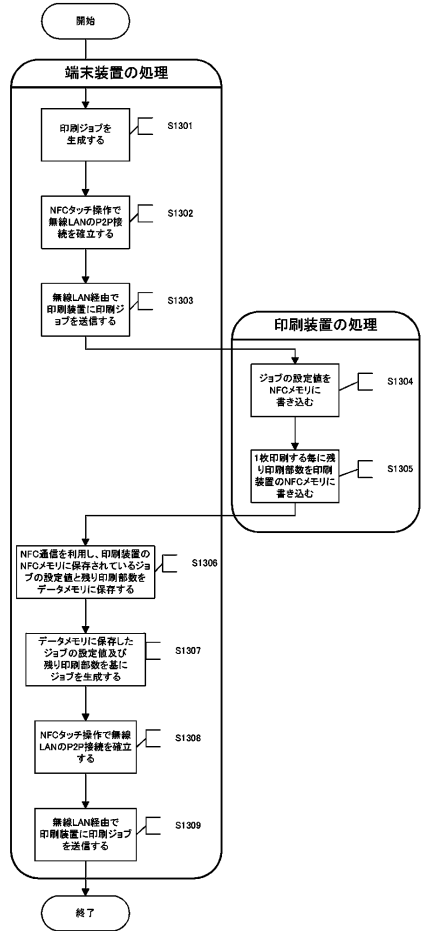 開始
端末装置の処理
印刷ジョブを
生成する
S1301
NFCタッチ操作で
無線LANのP2P接
続を確立する
S1302
無線LAN経由で
印刷装置に印刷ジ
ョブを送信する
S1303
印刷装置の処理
ジョブの設定値を
NFCメモリに
書き込む
S1304
1枚印刷する毎に残
り印刷部数を印刷
装置のNFCメモリに
書き込む
S1305
NFC通信を利用し、印刷装置の
NFCメモリに保存されているジョ
ブの設定値と残り印刷部数を
データメモリに保存する
S1306
データメモリに保存した
ジョブの設定値及び
残り印刷部数を基に
ジョブを生成する
S1307
NFCタッチ操作で無線
LANのP2P接続を確立
する
S1308
無線LAN経由で
印刷装置に印刷ジョブ
を送信する
S1309
終了